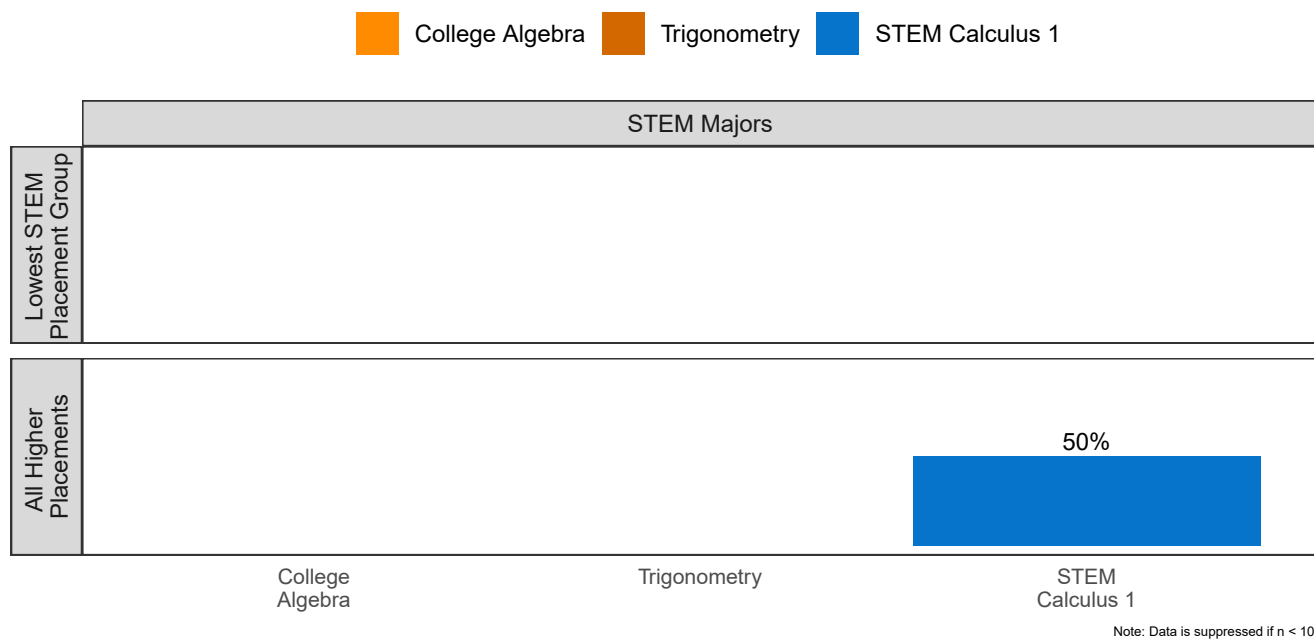 College Algebra
Trigonometry
STEM Calculus 1
STEM Majors
Lowest STEM
Placement Group
All Higher
Placements
50%
College
Algebra
Trigonometry
STEM
Calculus 1
Note: Data is suppressed if n < 10